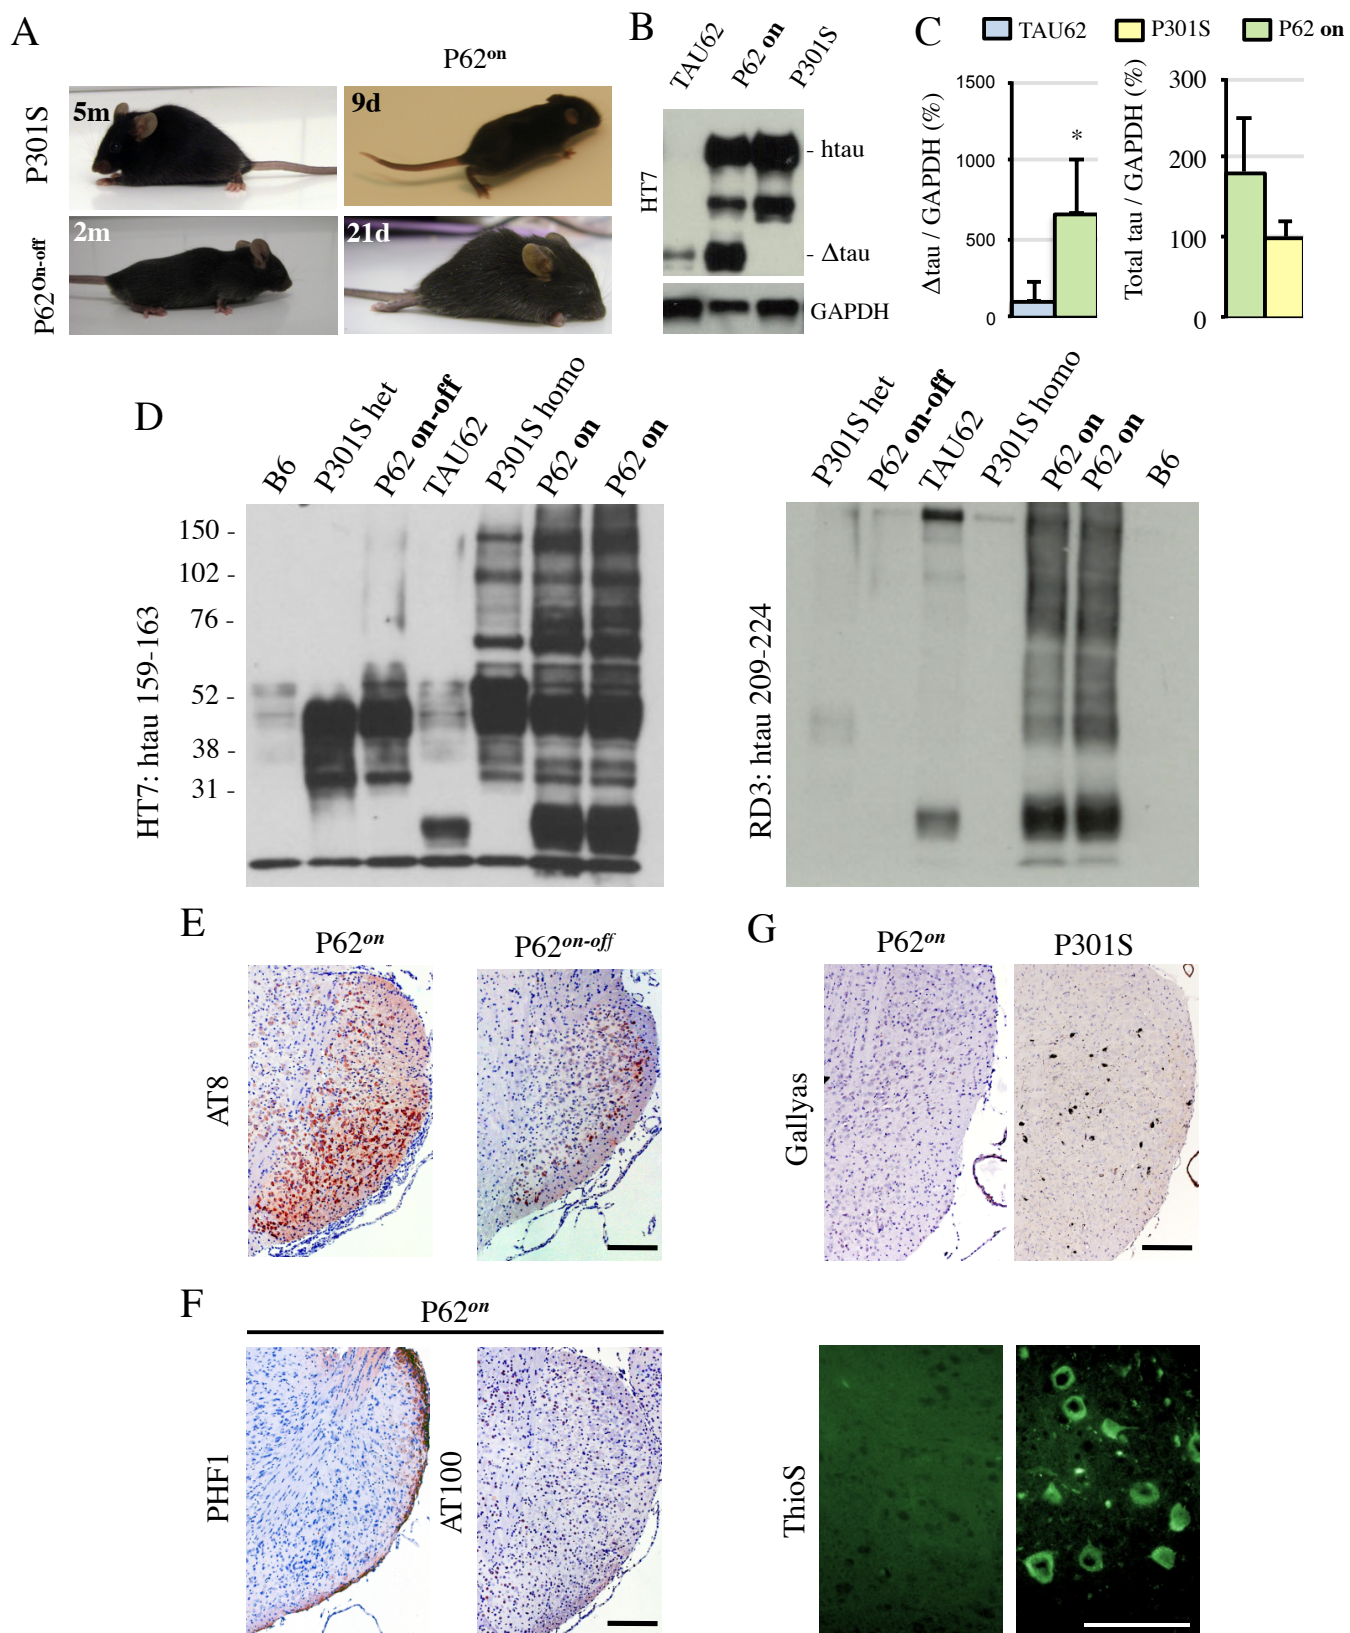 A
P62on
P301S
5m
9d
P62On-off
2m
21d
B
TAU62
P62 on
P301S
HT7
- htau
- Δtau
GAPDH
C
TAU62
P301S
P62 on
Δtau / GAPDH (%)
1500
1000
500
0
*
Total tau / GAPDH (%)
300
200
100
0
D
B6
P301S het
P62 on-off
TAU62
P301S homo
P62 on
P62 on
HT7: htau 159-163
150 -
102 -
76 -
52 -
38 -
31 -
P301S het
P62 on-off
TAU62
P301S homo
P62 on
P62 on
B6
RD3: htau 209-224
E
P62on
P62on-off
AT8
G
P62on
P301S
Gallyas
F
P62on
PHF1
AT100
ThioS